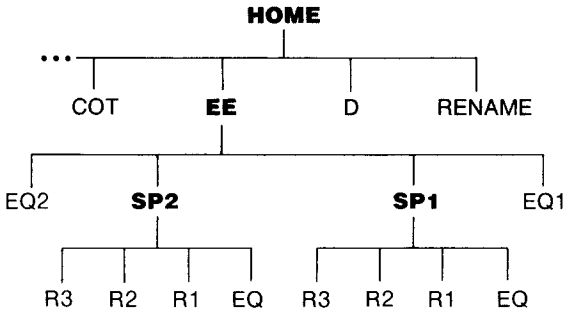 HOME
••• COT EE D RENAME
EQ2 SP2 SP1 EQ1
R3 R2 R1 EQ R3 R2 R1 EQ